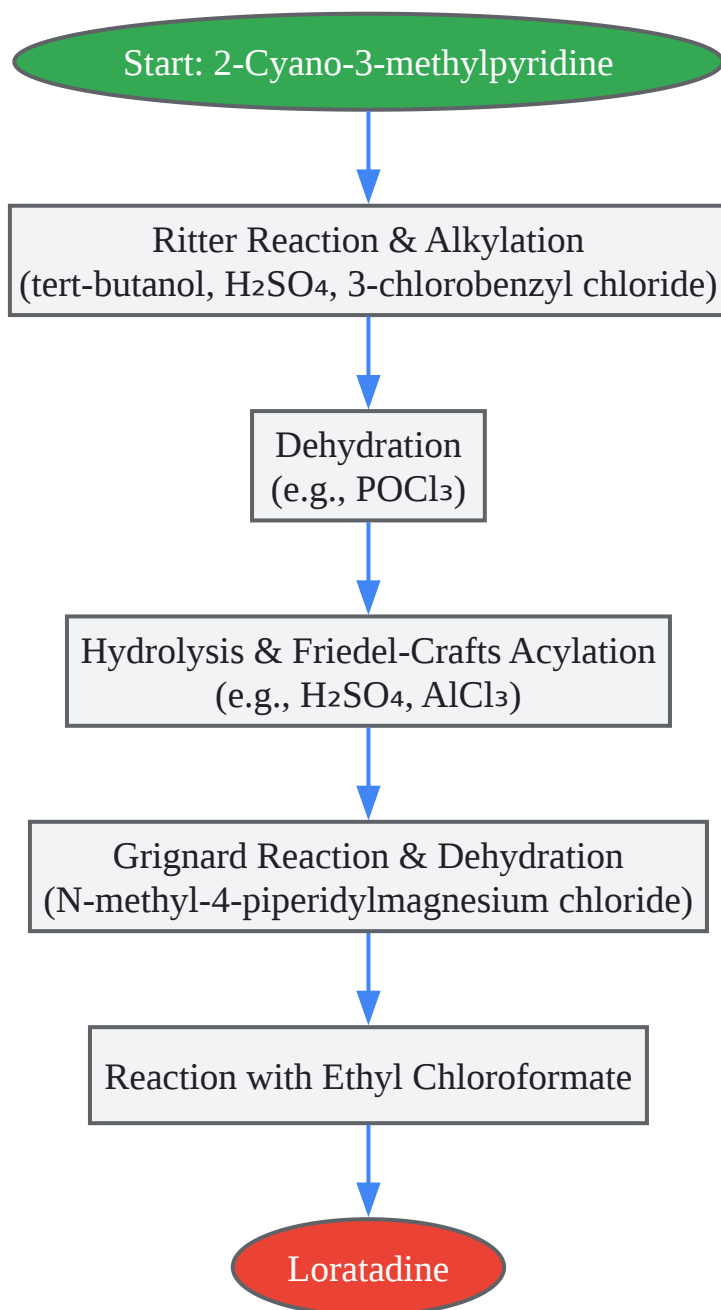 Start: 2-Cyano-3-methylpyridine
Ritter Reaction & Alkylation
(tert-butanol, H₂SO₄, 3-chlorobenzyl chloride)
Dehydration
(e.g., POCl₃)
Hydrolysis & Friedel-Crafts Acylation
(e.g., H₂SO₄, AlCl₃)
Grignard Reaction & Dehydration
(N-methyl-4-piperidylmagnesium chloride)
Reaction with Ethyl Chloroformate
Loratadine